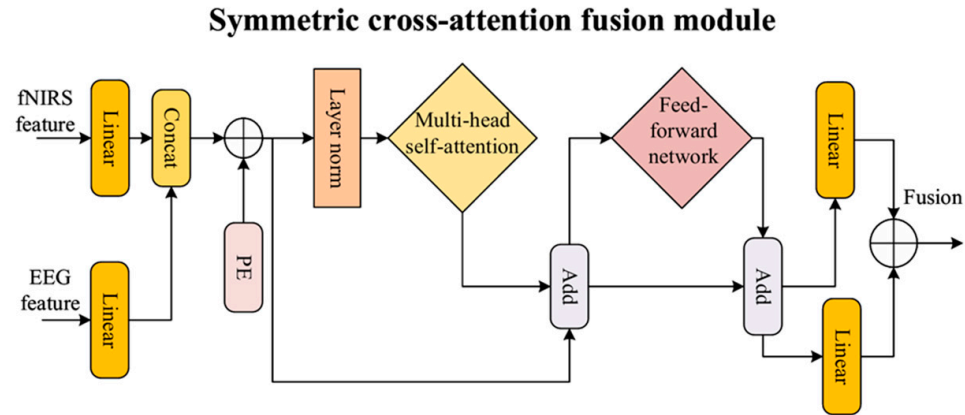 Symmetric cross-attention fusion module
fNIRS
feature
Linear
Concat
Layer norm
Multi-head
self-attention
Feed-
forward
network
Linear
Fusion
PE
EEG
feature
Linear
Add
Add
Linear